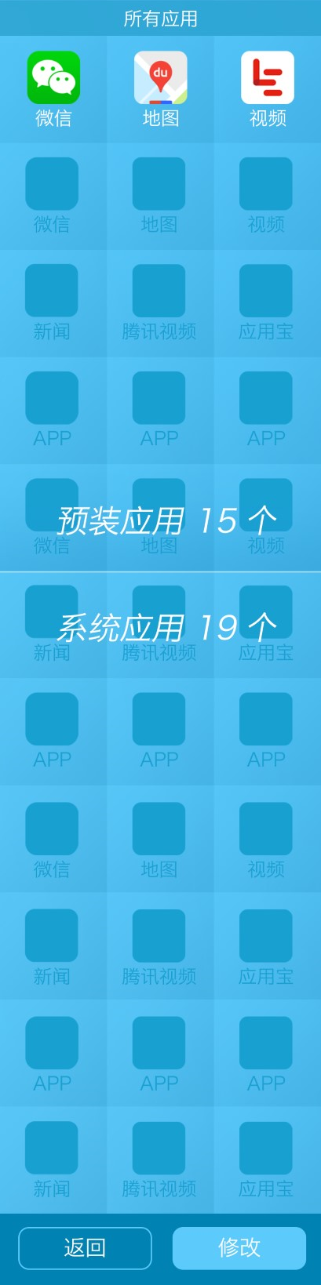 所有应用
du
微信 地图 视频
微信 地图 视频
新闻 腾讯视频 应用宝
APP APP APP
预装应用 15 个
微信 地图 视频
系统应用 19 个
新闻 腾讯视频 应用宝
APP APP APP
微信 地图 视频
新闻 腾讯视频 应用宝
APP APP APP
新闻 腾讯视频 应用宝
返回 修改